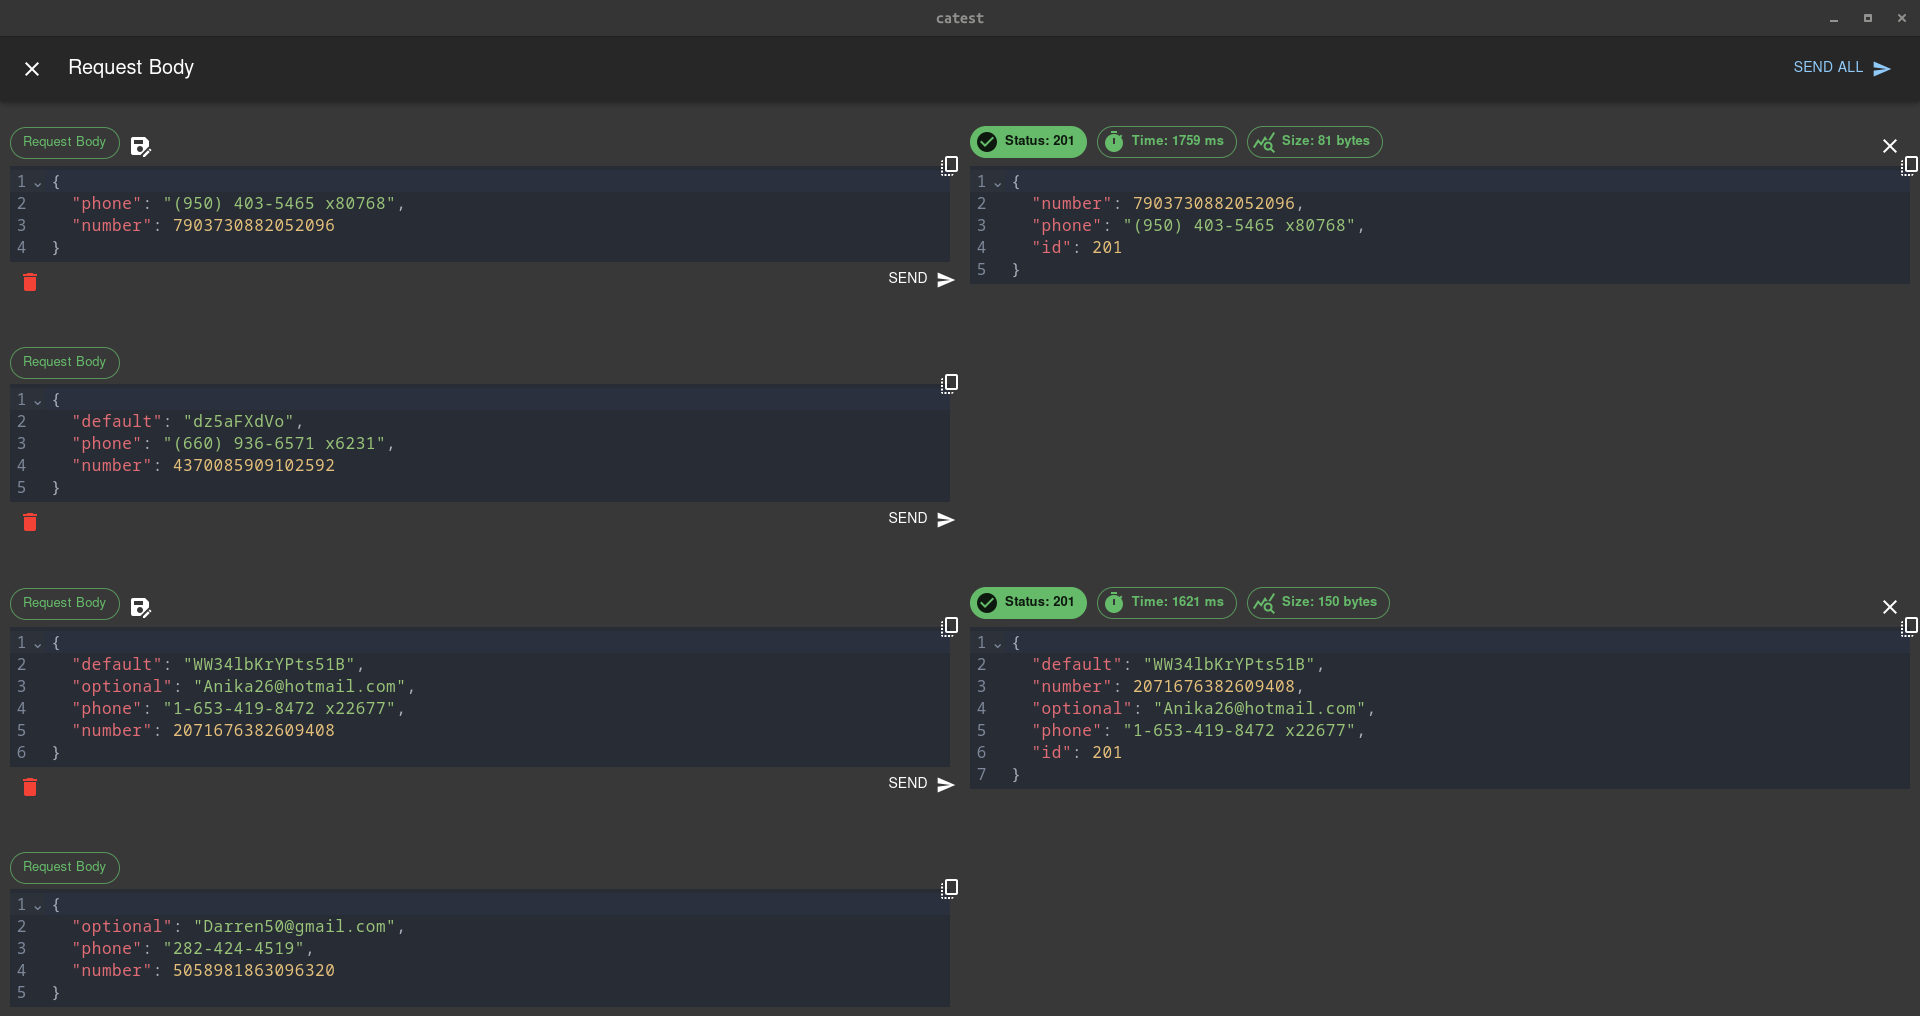 catest
Request Body
SEND ALL
Request Body
1 {
2 "phone": "(950) 403-5465 x80768",
3 "number": 7903730882052096
4 }
SEND
Status: 201
Time: 1759 ms
Size: 81 bytes
1 {
2 "number": 7903730882052096,
3 "phone": "(950) 403-5465 x80768",
4 "id": 201
5 }
Request Body
1 {
2 "default": "dz5aFXdVo",
3 "phone": "(660) 936-6571 x6231",
4 "number": 4370085909102592
5 }
SEND
Request Body
1 {
2 "default": "WW34lbKrYPts51B",
3 "optional": "Anika26@hotmail.com",
4 "phone": "1-653-419-8472 x22677",
5 "number": 2071676382609408
6 }
SEND
Status: 201
Time: 1621 ms
Size: 150 bytes
1 {
2 "default": "WW34lbKrYPts51B",
3 "number": 2071676382609408,
4 "optional": "Anika26@hotmail.com",
5 "phone": "1-653-419-8472 x22677",
6 "id": 201
7 }
Request Body
1 {
2 "optional": "Darren50@gmail.com",
3 "phone": "282-424-4519",
4 "number": 5058981863096320
5 }